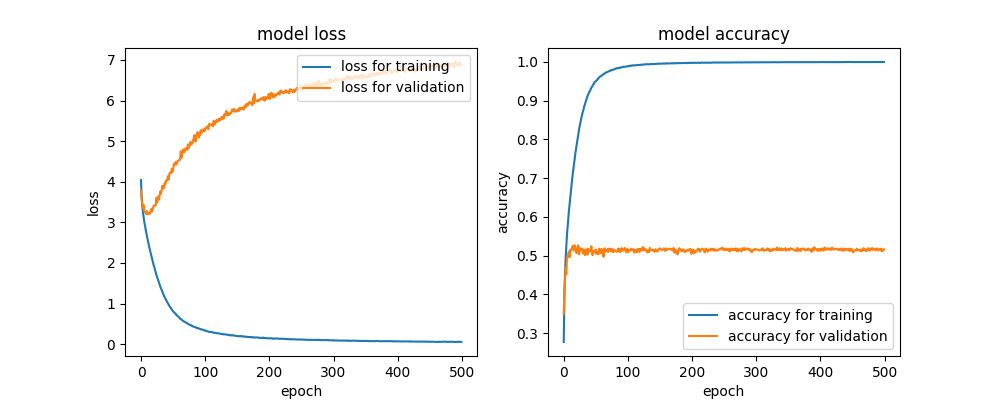 model loss
7
6
5
4
3
2
1
0
loss
0 100 200 300 400 500
epoch
loss for training
loss for validation
model accuracy
1.0
0.9
0.8
0.7
0.6
0.5
0.4
0.3
accuracy
0 100 200 300 400 500
epoch
accuracy for training
accuracy for validation